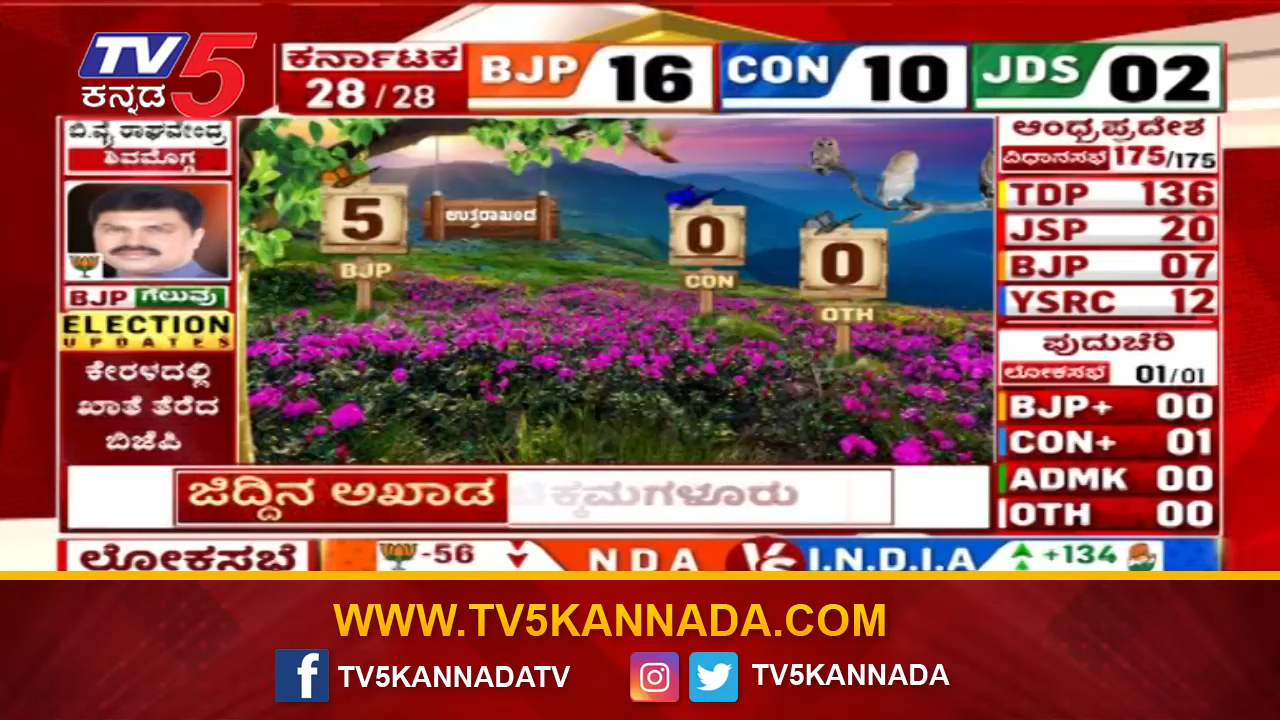 TV5
ಕನ್ನಡ
ಕರ್ನಾಟಕ
28/28
BJP 16
CON 10
JDS 02
ಬಿ.ವೈ ರಾಘವೇಂದ್ರ
ಶಿವಮೊಗ್ಗ
BJP ಗೆಲುವು
ELECTION
UPDATES
ಕೇರಳದಲ್ಲಿ
ಖಾತೆ ತೆರೆದ
ಬಿಜೆಪಿ
5
BJP
ಉತ್ತರಾಖಂಡ
0
CON
0
OTH
ಆಂಧ್ರಪ್ರದೇಶ
ವಿಧಾನಸಭೆ 175/175
TDP 136
JSP 20
BJP 07
YSRC 12
ಪುದುಚೆರಿ
ಲೋಕಸಭೆ 01/01
BJP+ 00
CON+ 01
ADMK 00
OTH 00
ಜಿದ್ದಿನ ಅಖಾಡ ಚಿಕ್ಕಮಗಳೂರು
ಲೋಕಸಭೆ -56 NDA VS I.N.D.I.A +134
WWW.TV5KANNADA.COM
TV5KANNADATV
TV5KANNADA